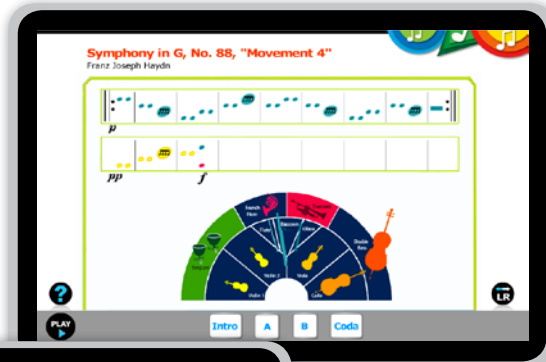 Symphony in G, No. 88, "Movement 4"
Franz Joseph Haydn
p
pp f
French
Horn
Trumpet
Flute
Bassoon
Oboe
Double
Bass
Timpani
Violin 2
Viola
Violin 1
Cello
?
LR
PLAY
Intro A B Coda